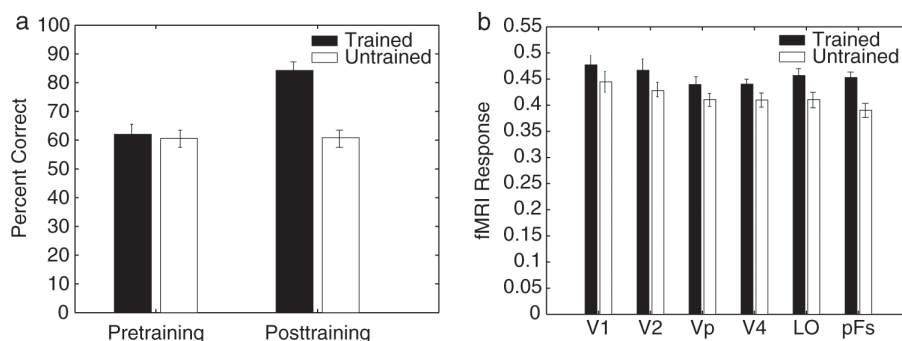 a
100
90
80
70
60
50
40
30
20
10
0
Percent Correct
Trained
Untrained
Pretraining
Posttraining
b
0.55
0.5
0.45
0.4
0.35
0.3
0.25
0.2
0.15
0.1
0.05
0
fMRI Response
Trained
Untrained
V1 V2 Vp V4 LO pFs